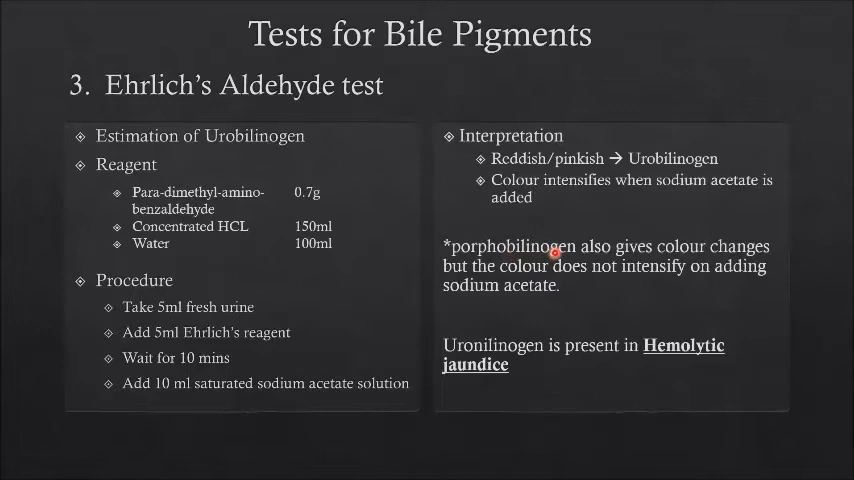 Tests for Bile Pigments
3. Ehrlich's Aldehyde test
Estimation of Urobilinogen
Reagent
Para-dimethyl-amino- 0.7g
benzaldehyde
Concentrated HCL 150ml
Water 100ml
Procedure
Take 5ml fresh urine
Add 5ml Ehrlich's reagent
Wait for 10 mins
Add 10 ml saturated sodium acetate solution
Interpretation
Reddish/pinkish → Urobilinogen
Colour intensifies when sodium acetate is
added
*porphobilinogen also gives colour changes
but the colour does not intensify on adding
sodium acetate.
Uronilinogen is present in Hemolytic
jaundice